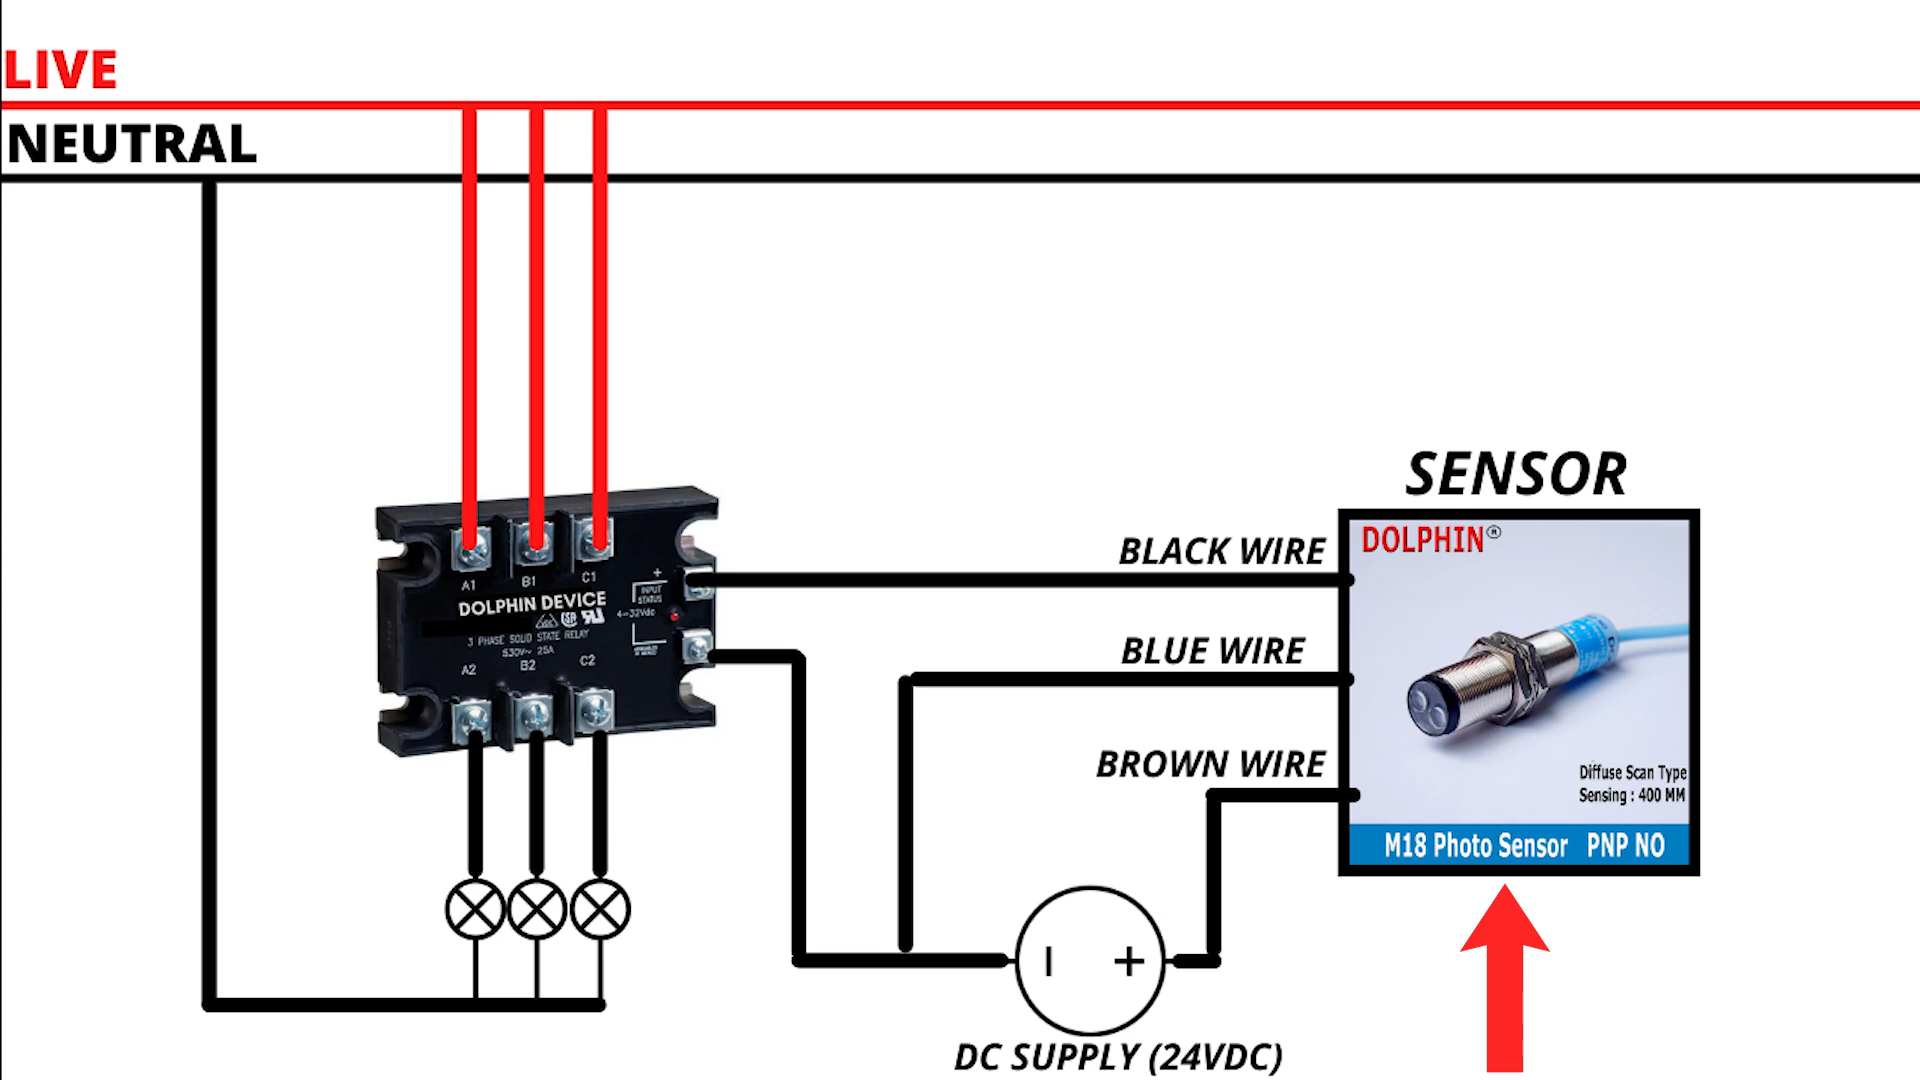 LIVE
NEUTRAL
SENSOR
BLACK WIRE
BLUE WIRE
BROWN WIRE
DOLPHIN®
Diffuse Scan Type
Sensing : 400 MM
M18 Photo Sensor PNP NO
A1 B1 C1
+
INPUT
STATUS
4-32Vdc
DOLPHIN DEVICE
3 PHASE SOLID STATE RELAY
530V~ 25A
A2 B2 C2
- +
DC SUPPLY (24VDC)